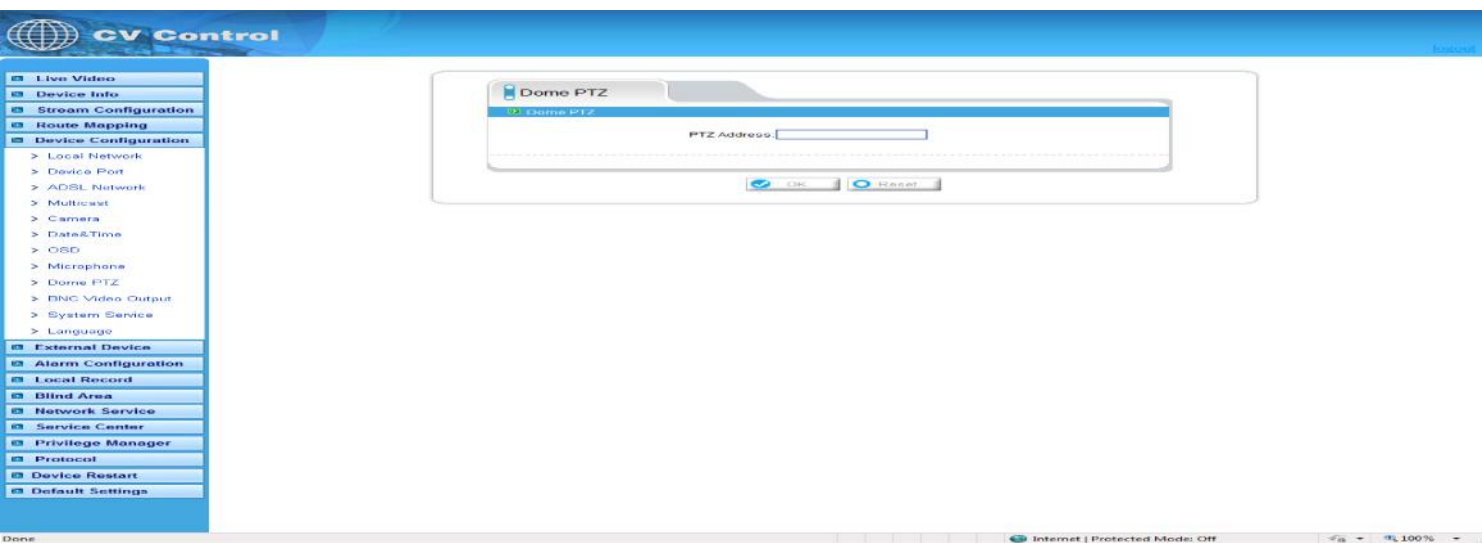 CV Control
logout
Live Video
Device Info
Stream Configuration
Route Mapping
Device Configuration
> Local Network
> Device Port
> ADSL Network
> Multicast
> Camera
> Date&Time
> OSD
> Microphone
> Dome PTZ
> BNC Video Output
> System Service
> Language
External Device
Alarm Configuration
Local Record
Blind Area
Network Service
Service Center
Privilege Manager
Protocol
Device Restart
Default Settings
Dome PTZ
Dome PTZ
PTZ Address:
OK
Reset
Done
Internet | Protected Mode: Off
100%